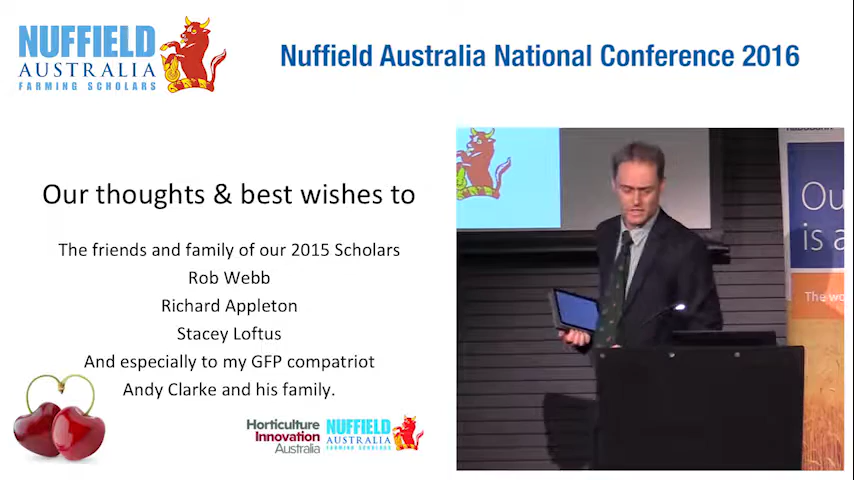 NUFFIELD
AUSTRALIA
FARMING SCHOLARS
Nuffield Australia National Conference 2016
Our thoughts & best wishes to
The friends and family of our 2015 Scholars
Rob Webb
Richard Appleton
Stacey Loftus
And especially to my GFP compatriot
Andy Clarke and his family.
Horticulture
Innovation
Australia
NUFFIELD
AUSTRALIA
FARMING SCHOLARS
Ou
is a
The wo